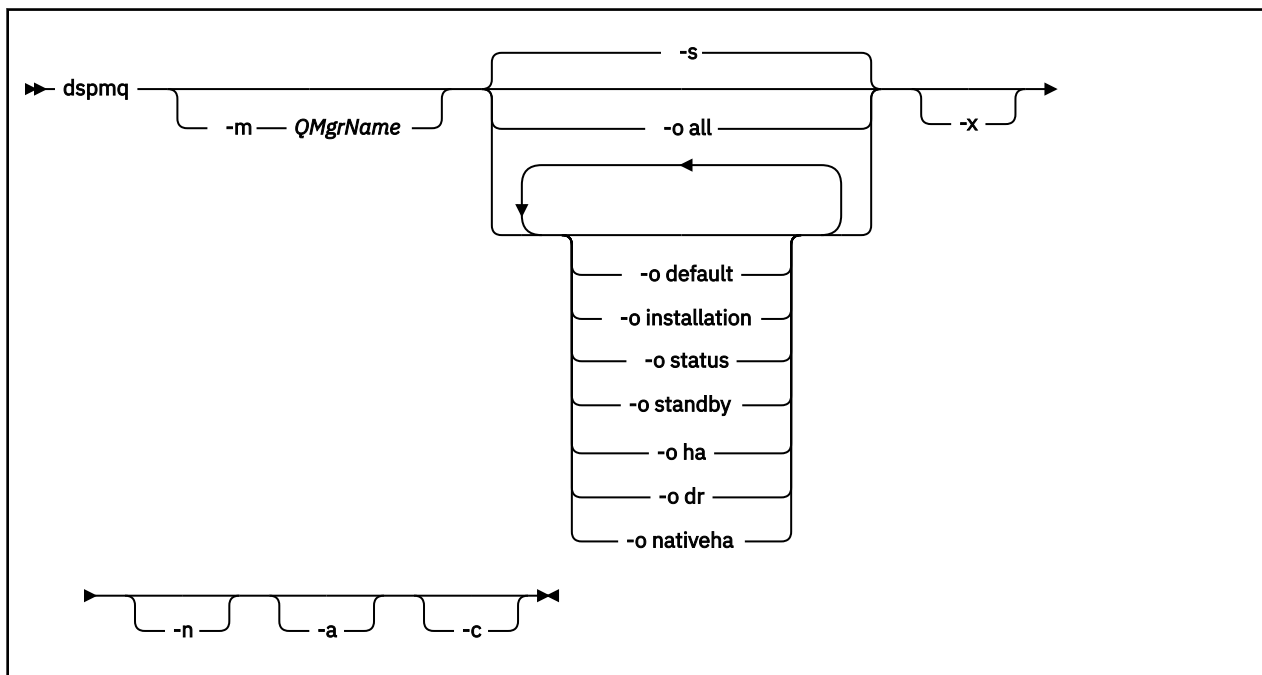 -s
dspmq
-m QMgrName
-o all
-x
-o default
-o installation
-o status
-o standby
-o ha
-o dr
-o nativeha
-n
-a
-c